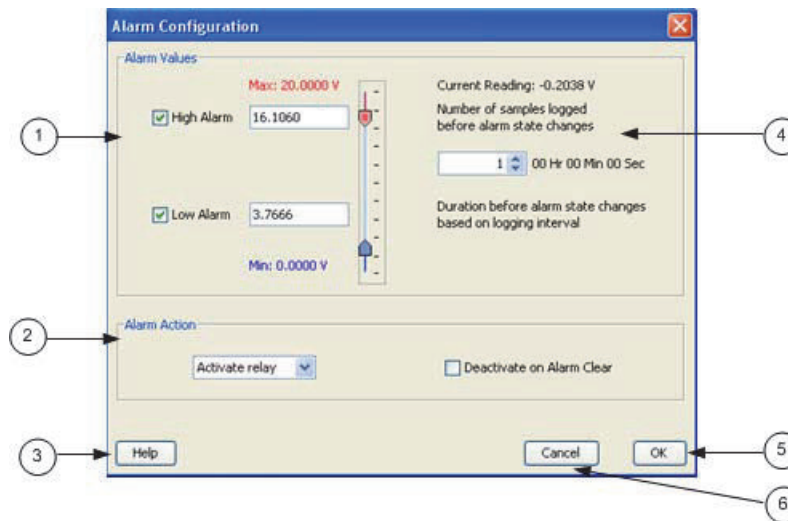 Alarm Configuration
Alarm Values
Max: 20.0000 V
High Alarm 16.1060
Low Alarm 3.7666
Min: 0.0000 V
Current Reading: -0.2038 V
Number of samples logged
before alarm state changes
1 00 Hr 00 Min 00 Sec
Duration before alarm state changes
based on logging interval
Alarm Action
Activate relay
Deactivate on Alarm Clear
Help
Cancel
OK
1
2
3
4
5
6